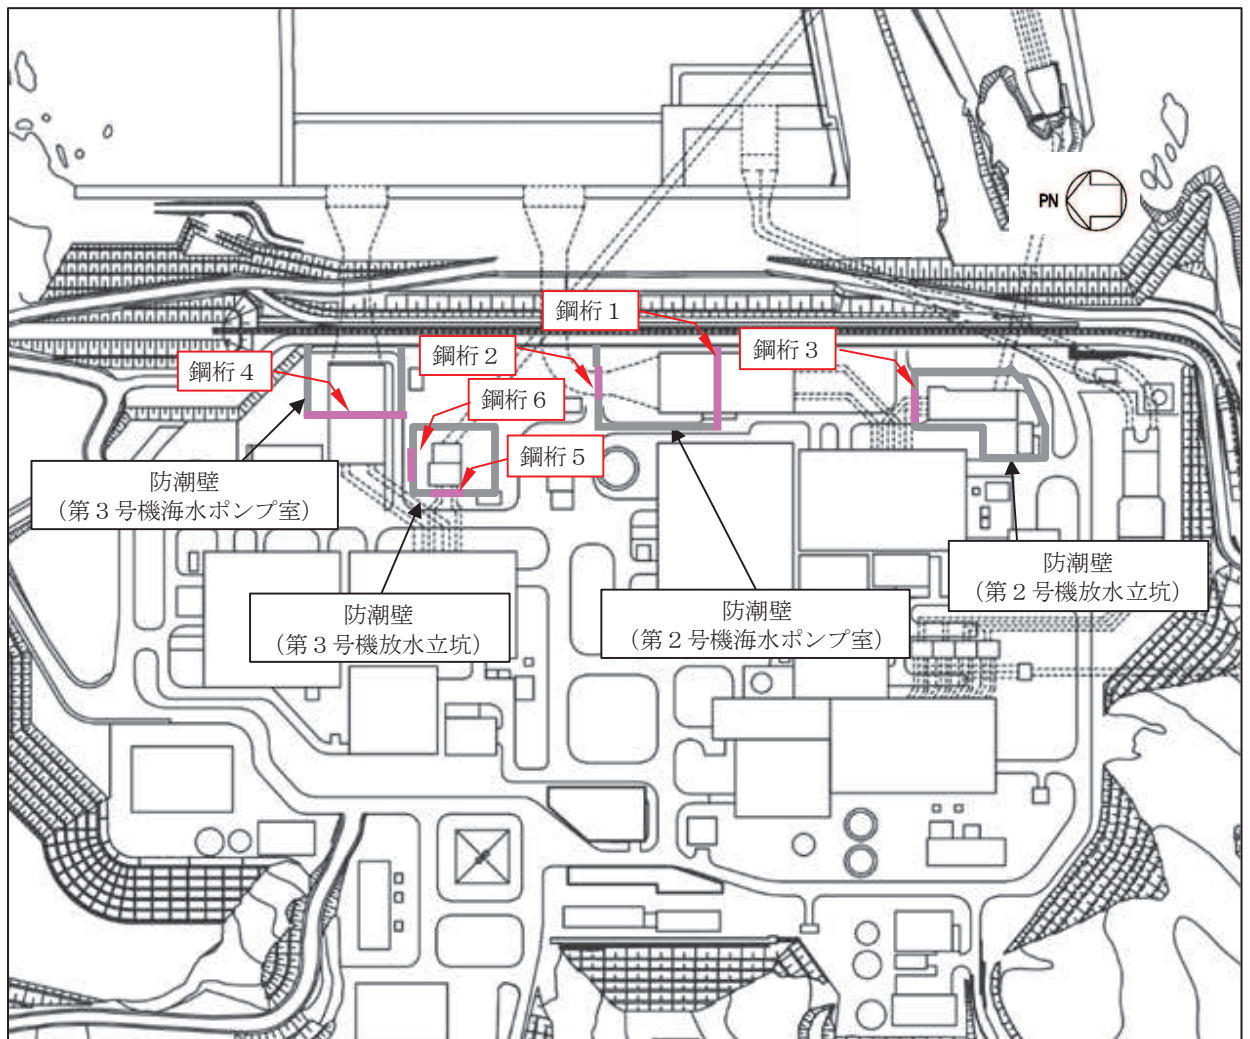 PN
鋼桁１
鋼桁２
鋼桁３
鋼桁４
鋼桁６
鋼桁５
防潮壁
（第３号機海水ポンプ室）
防潮壁
（第２号機放水立坑）
防潮壁
（第３号機放水立坑）
防潮壁
（第２号機海水ポンプ室）